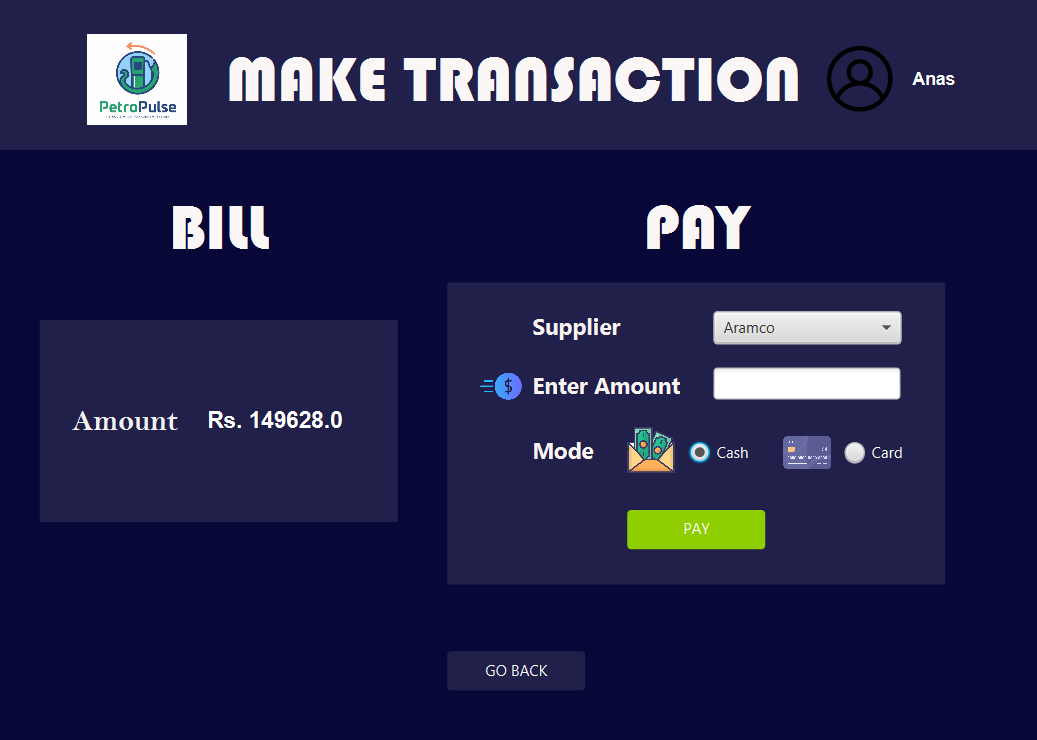 PetroPulse
MAKE TRANSACTION
Anas
BILL
PAY
Amount Rs. 149628.0
Supplier Aramco
$ Enter Amount
Mode Cash Card
PAY
GO BACK